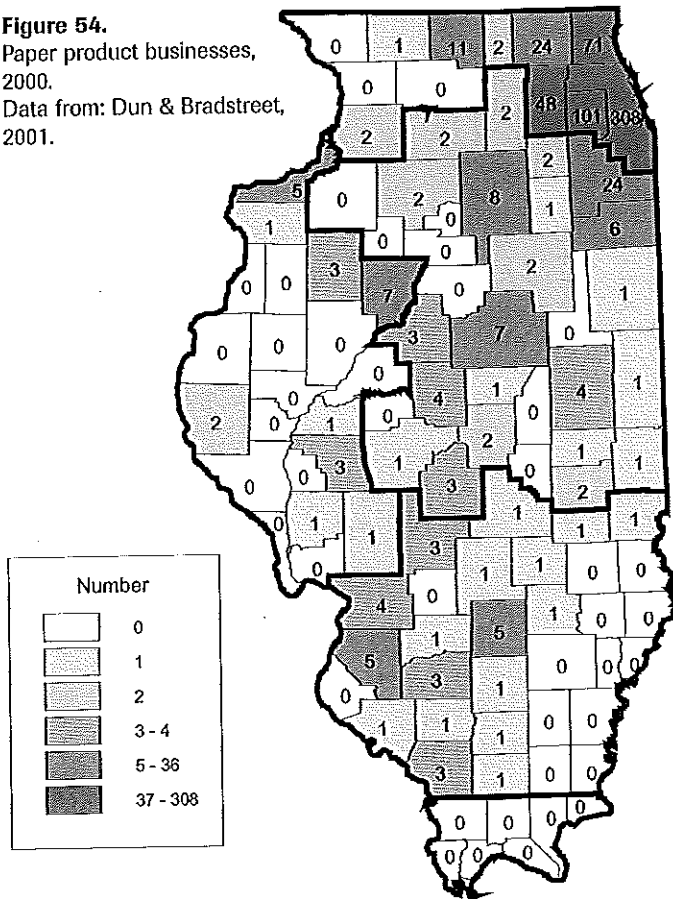 Figure 54.
Paper product businesses,
2000.
Data from: Dun & Bradstreet,
2001.
0 1 11 2 24 71
0 0
2 2 2 48 101 308
5 0 2 0 8 2 24
1 1 6
0 0
0 0 3 7 0 2 1
3 7 0
0 0 0 0
4 1 0 4 1
2 0 0 1 0
1 2 1 1
0 0 3 3 0 2
0 1 1 3 1 1 1
0 1 1 0 0
4 0 1 0 0
1 5
5 3 1 0 0 0
0
1 1 1 0 0
3 1 0 0
0 0 0 0
0 0 0
Number
0
1
2
3 - 4
5 - 36
37 - 308